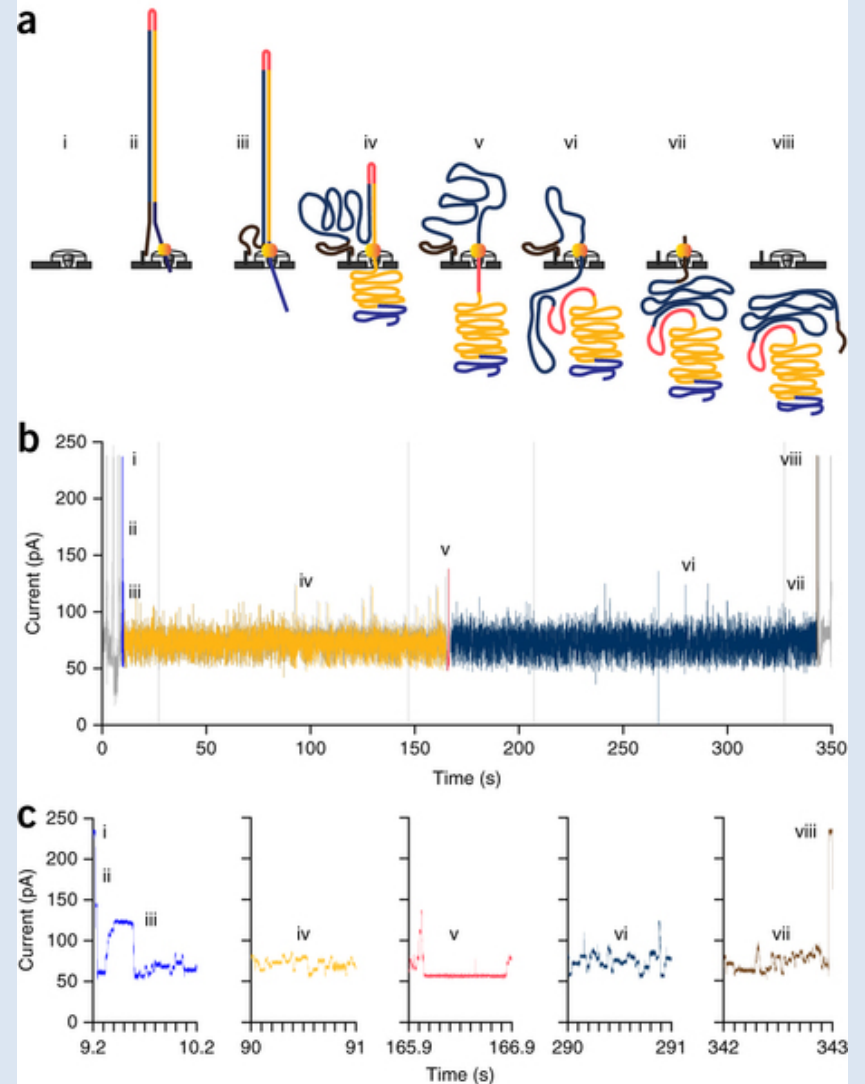 a
i ii iii iv v vi vii viii
b
250
200
150
100
50
0
Current (pA)
i
ii
iii
iv
v
vi
vii
viii
0 50 100 150 200 250 300 350
Time (s)
c
250
200
150
100
50
0
Current (pA)
i
ii
iii
iv
v
vi
vii
viii
9.2 10.2 90 91 165.9 166.9 290 291 342 343
Time (s)